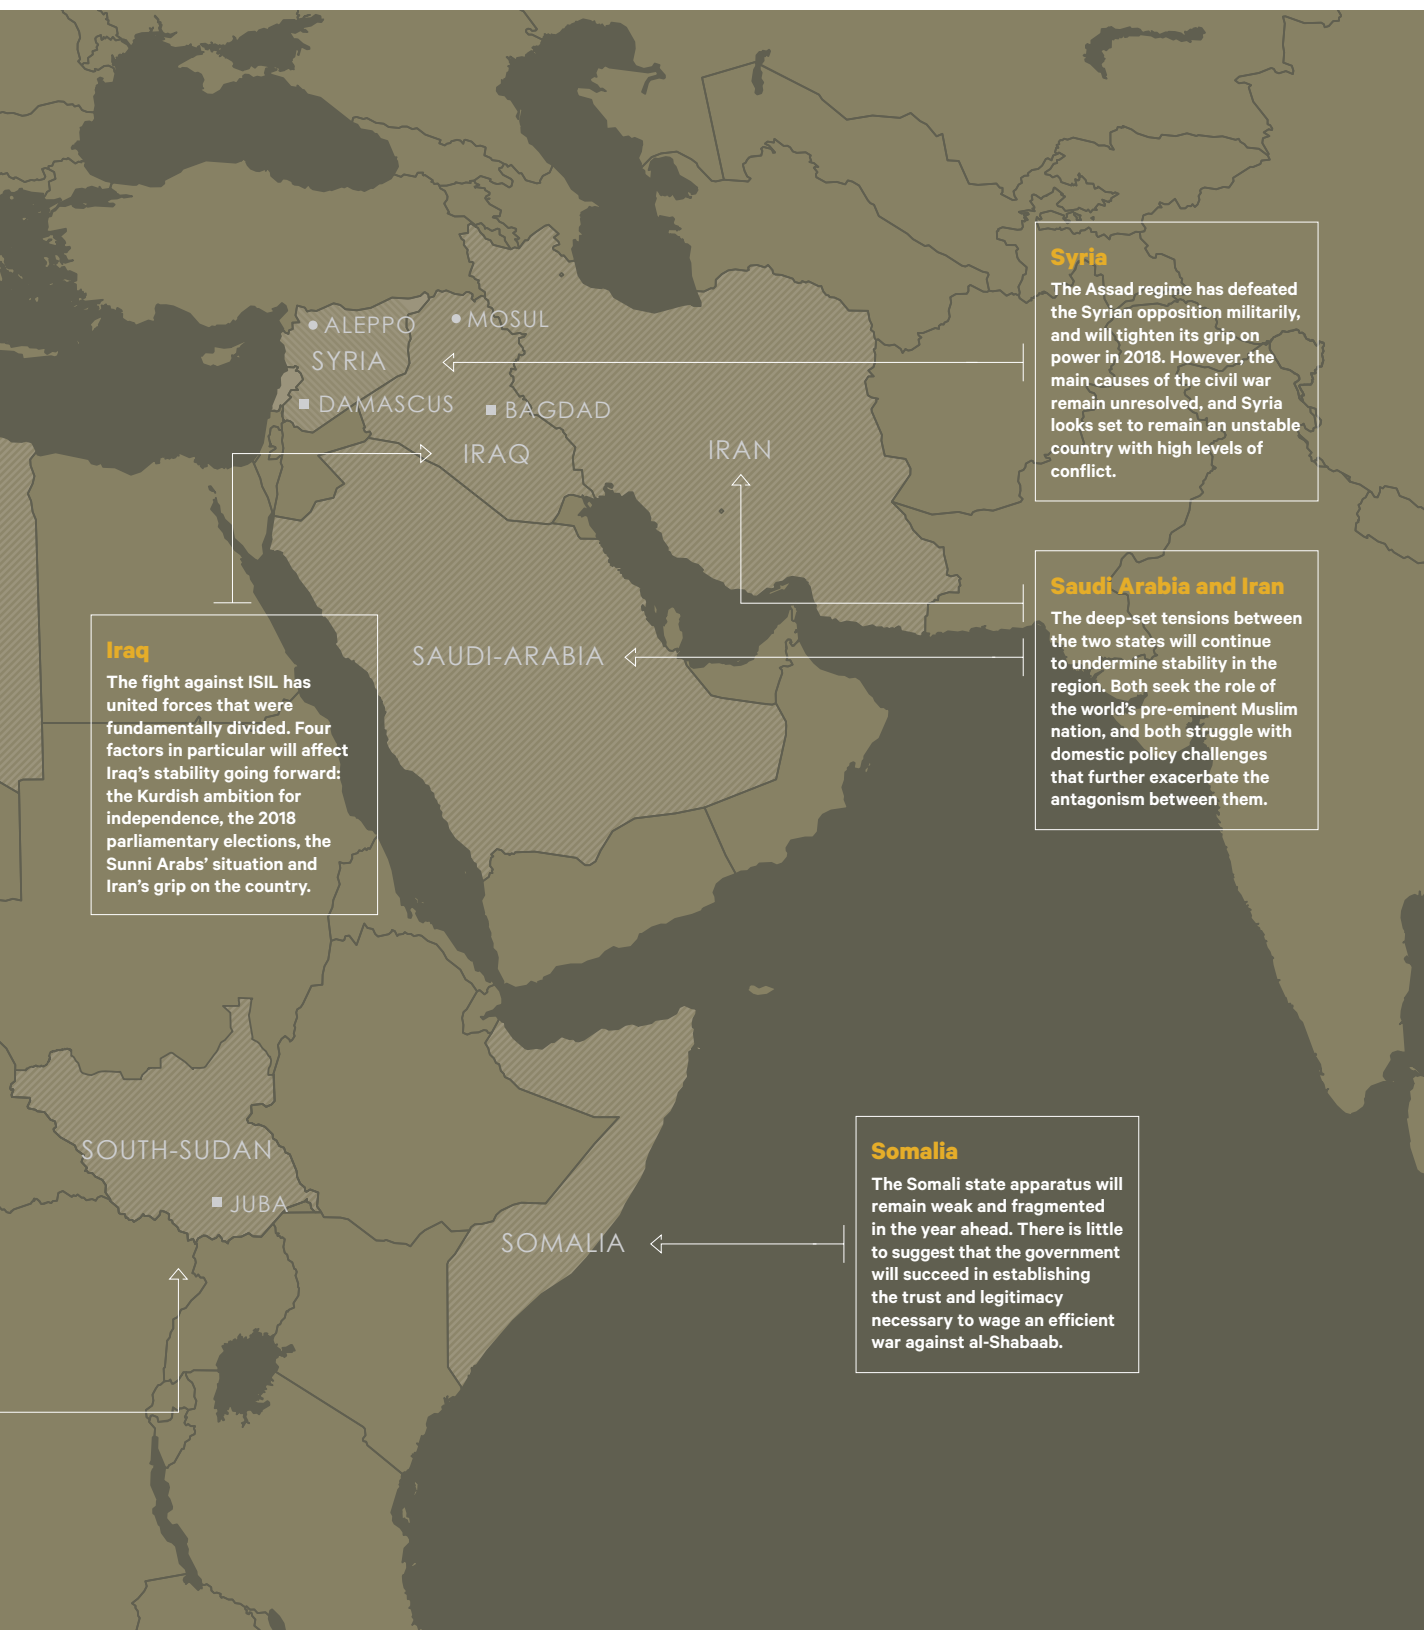 ALEPPO
MOSUL
SYRIA
DAMASCUS
BAGDAD
IRAQ
IRAN
SAUDI-ARABIA
SOUTH-SUDAN
JUBA
SOMALIA
Syria
The Assad regime has defeated
the Syrian opposition militarily,
and will tighten its grip on
power in 2018. However, the
main causes of the civil war
remain unresolved, and Syria
looks set to remain an unstable
country with high levels of
conflict.
Saudi Arabia and Iran
The deep-set tensions between
the two states will continue
to undermine stability in the
region. Both seek the role of
the world’s pre-eminent Muslim
nation, and both struggle with
domestic policy challenges
that further exacerbate the
antagonism between them.
Iraq
The fight against ISIL has
united forces that were
fundamentally divided. Four
factors in particular will affect
Iraq’s stability going forward:
the Kurdish ambition for
independence, the 2018
parliamentary elections, the
Sunni Arabs’ situation and
Iran’s grip on the country.
Somalia
The Somali state apparatus will
remain weak and fragmented
in the year ahead. There is little
to suggest that the government
will succeed in establishing
the trust and legitimacy
necessary to wage an efficient
war against al-Shabaab.